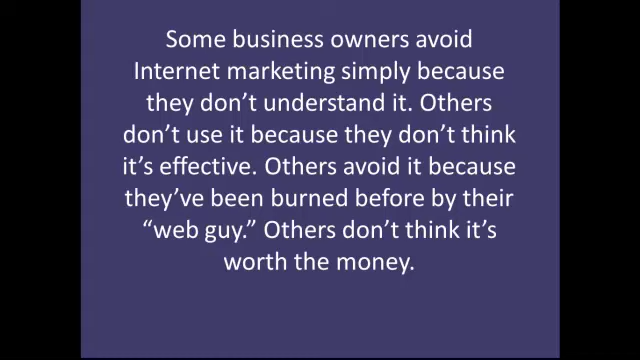 Some business owners avoid
Internet marketing simply because
they don’t understand it. Others
don’t use it because they don’t think
it’s effective. Others avoid it because
they’ve been burned before by their
“web guy.” Others don’t think it’s
worth the money.